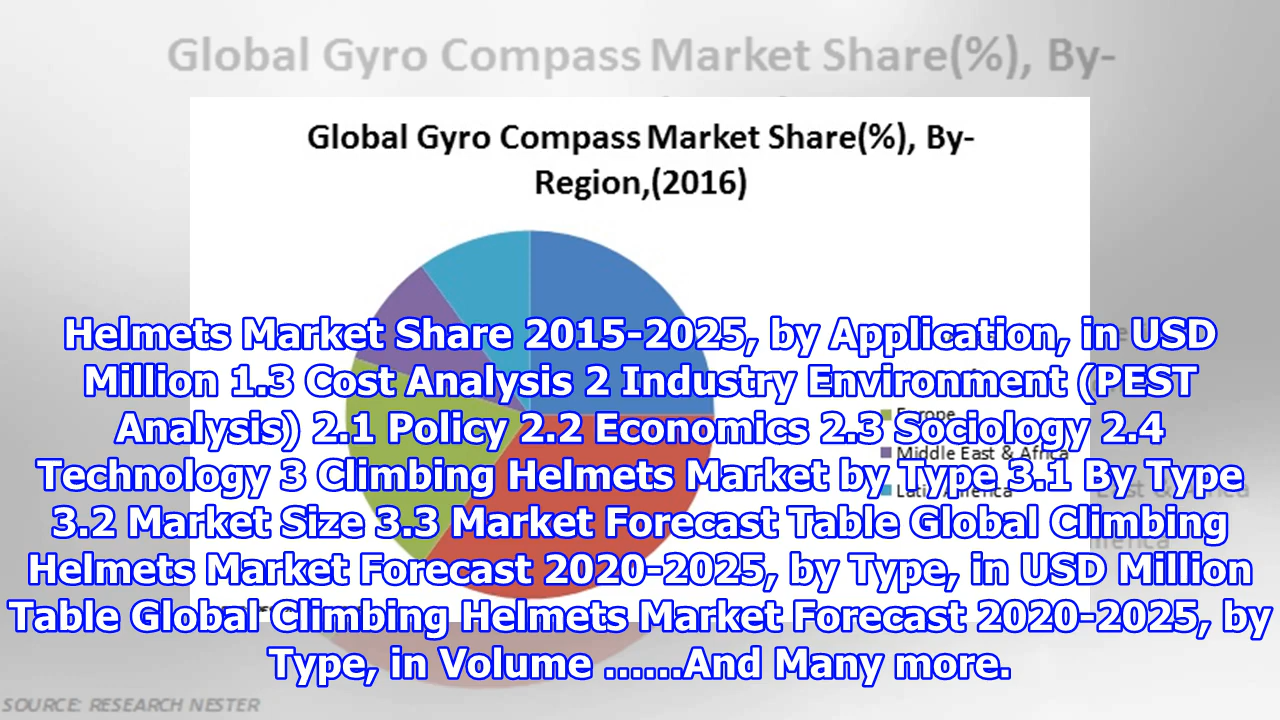 Global Gyro Compass Market Share(%), By-
Global Gyro Compass Market Share(%), By-
Region,(2016)
Helmets Market Share 2015-2025, by Application, in USD
Million 1.3 Cost Analysis 2 Industry Environment (PEST
Analysis) 2.1 Policy 2.2 Economics 2.3 Sociology 2.4
Technology 3 Climbing Helmets Market by Type 3.1 By Type
3.2 Market Size 3.3 Market Forecast Table Global Climbing
Helmets Market Forecast 2020-2025, by Type, in USD Million
Table Global Climbing Helmets Market Forecast 2020-2025, by
Type, in Volume ......And Many more.
Europe
Middle East & Africa
Latin America
SOURCE: RESEARCH NESTER